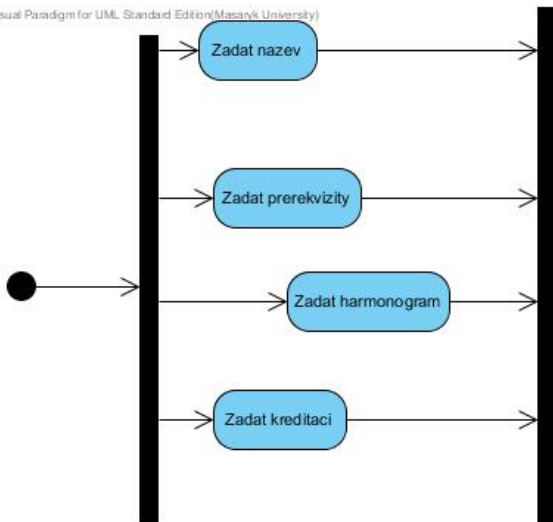 sual Paradigm for UML Standard Edition(Masaryk University)
Zadat nazev
Zadat prerekvizity
Zadat harmonogram
Zadat kreditaci